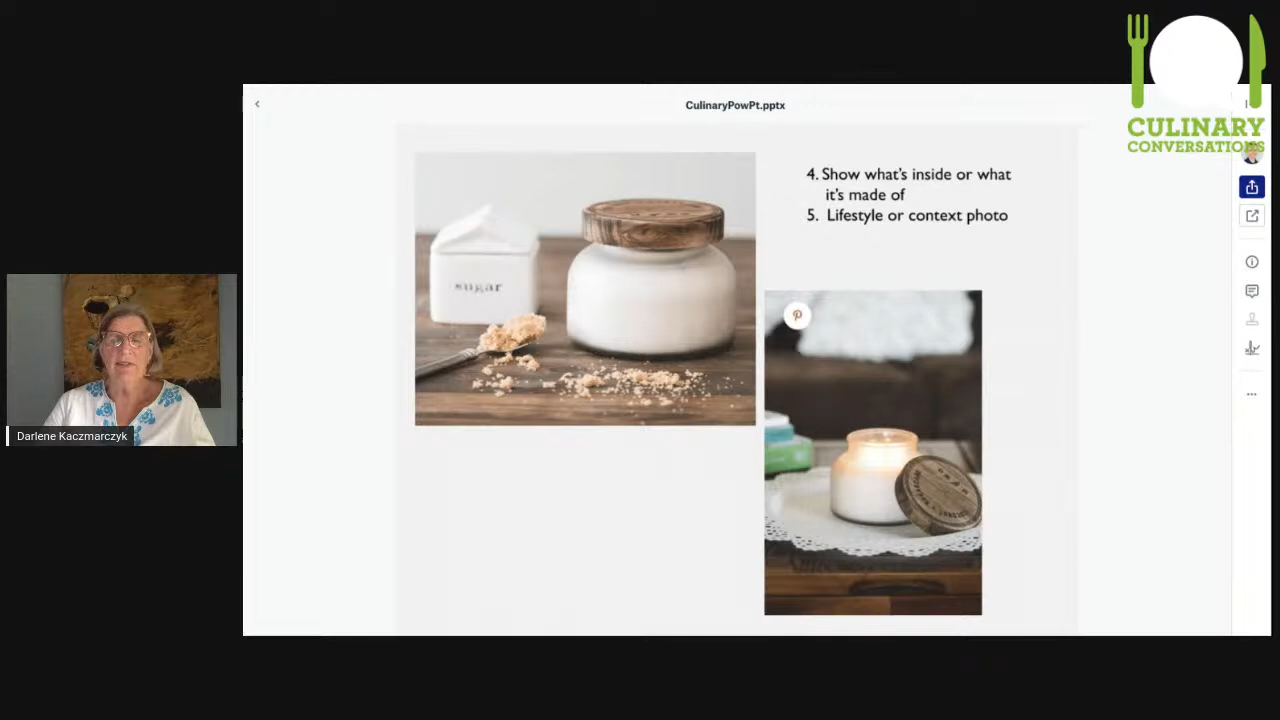 CulinaryPowPt.pptx
CULINARY
CONVERSATIONS
4. Show what's inside or what
it's made of
5. Lifestyle or context photo
sugar
Darlene Kaczmarczyk